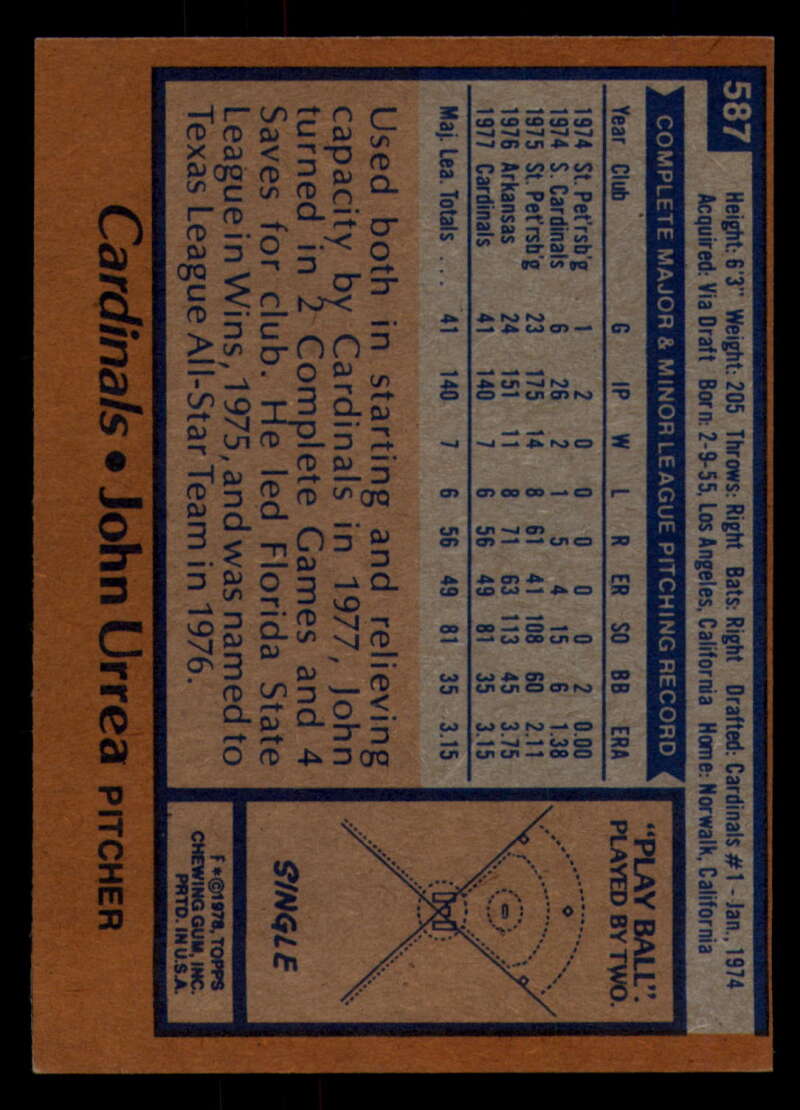 587
Height: 6'3" Weight: 205 Throws: Right Bats: Right Drafted: Cardinals #1 - Jan., 1974
Acquired: Via Draft Born: 2-9-55, Los Angeles, California Home: Norwalk, California
COMPLETE MAJOR & MINOR LEAGUE PITCHING RECORD
Year Club G IP W L R ER SO BB ERA
1974 St. Pet'rsb'g 1 2 0 0 0 0 0 2 0.00
1974 S. Cardinals 6 26 2 1 5 4 15 6 1.38
1975 St. Pet'rsb'g 23 175 14 8 61 41 108 60 2.11
1976 Arkansas 24 151 11 8 71 63 113 45 3.75
1977 Cardinals 41 140 7 6 56 49 81 35 3.15
Maj. Lea. Totals . . . 41 140 7 6 56 49 81 35 3.15
Used both in starting and relieving
capacity by Cardinals in 1977, John
turned in 2 Complete Games and 4
Saves for club. He led Florida State
League in Wins, 1975, and was named to
Texas League All-Star Team in 1976.
"PLAY BALL":
PLAYED BY TWO.
SINGLE
F*©1978, TOPPS
CHEWING GUM, INC.
PRTD. IN U.S.A.
Cardinals • John Urrea PITCHER